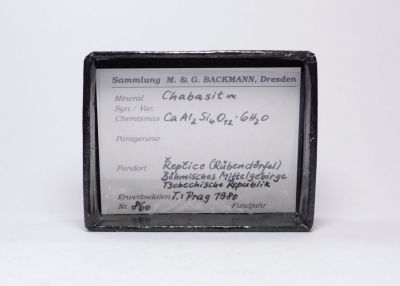 Sammlung M. & G. BACKMANN, Dresden
Mineral Chabasit xx
Syn./ Var.
Chemismus CaAl2Si4O12·6H2O
Paragenese
Fundort Řepčice (Rübendörfel)
Böhmisches Mittelgebirge
Tschechische Republik
Erwerbsdaten T.: Prag 1980
Nr. 860 Fundjahr